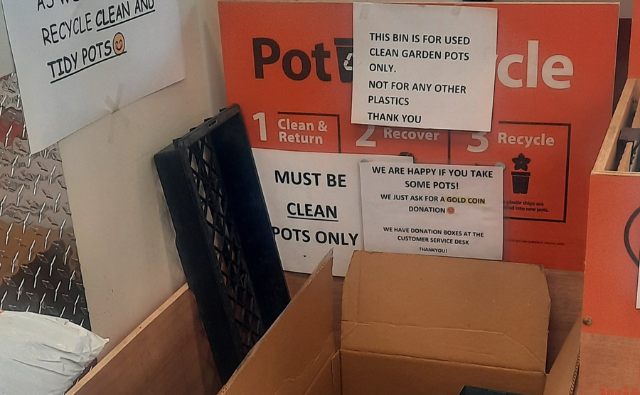 RECYCLE CLEAN AND
TIDY POTS
Pot
cle
THIS BIN IS FOR USED
CLEAN GARDEN POTS
ONLY.
NOT FOR ANY OTHER
PLASTICS
THANK YOU
1 Clean &
Return
2 Recover
3 Recycle
MUST BE
CLEAN
POTS ONLY
WE ARE HAPPY IF YOU TAKE
SOME POTS!
WE JUST ASK FOR A GOLD COIN
DONATION
WE HAVE DONATION BOXES AT THE
CUSTOMER SERVICE DESK
THANKYOU!